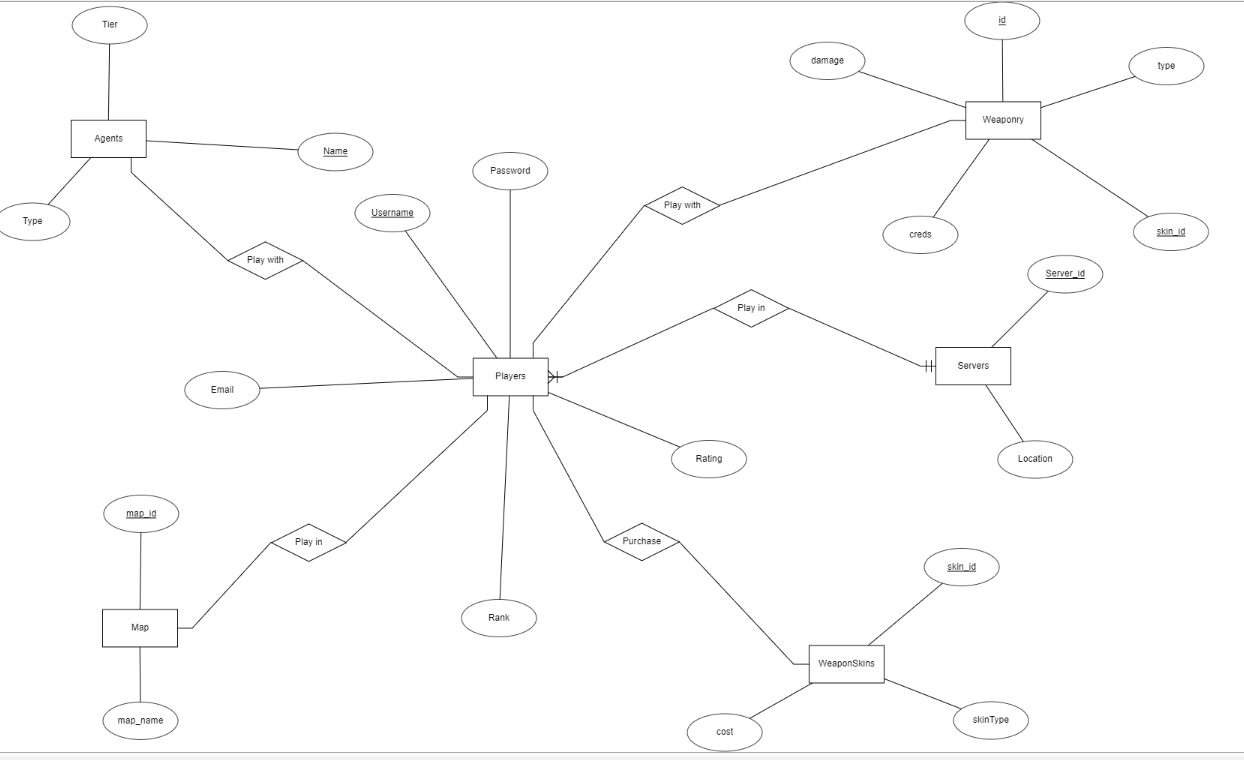 Tier
id
damage
type
Weaponry
Agents
Name
Password
Username
Play with
Type
creds
skin_id
Play with
Server_id
Play in
Servers
Players
Email
Rating
Location
map_id
Play in
Purchase
skin_id
Rank
Map
WeaponSkins
map_name
cost
skinType